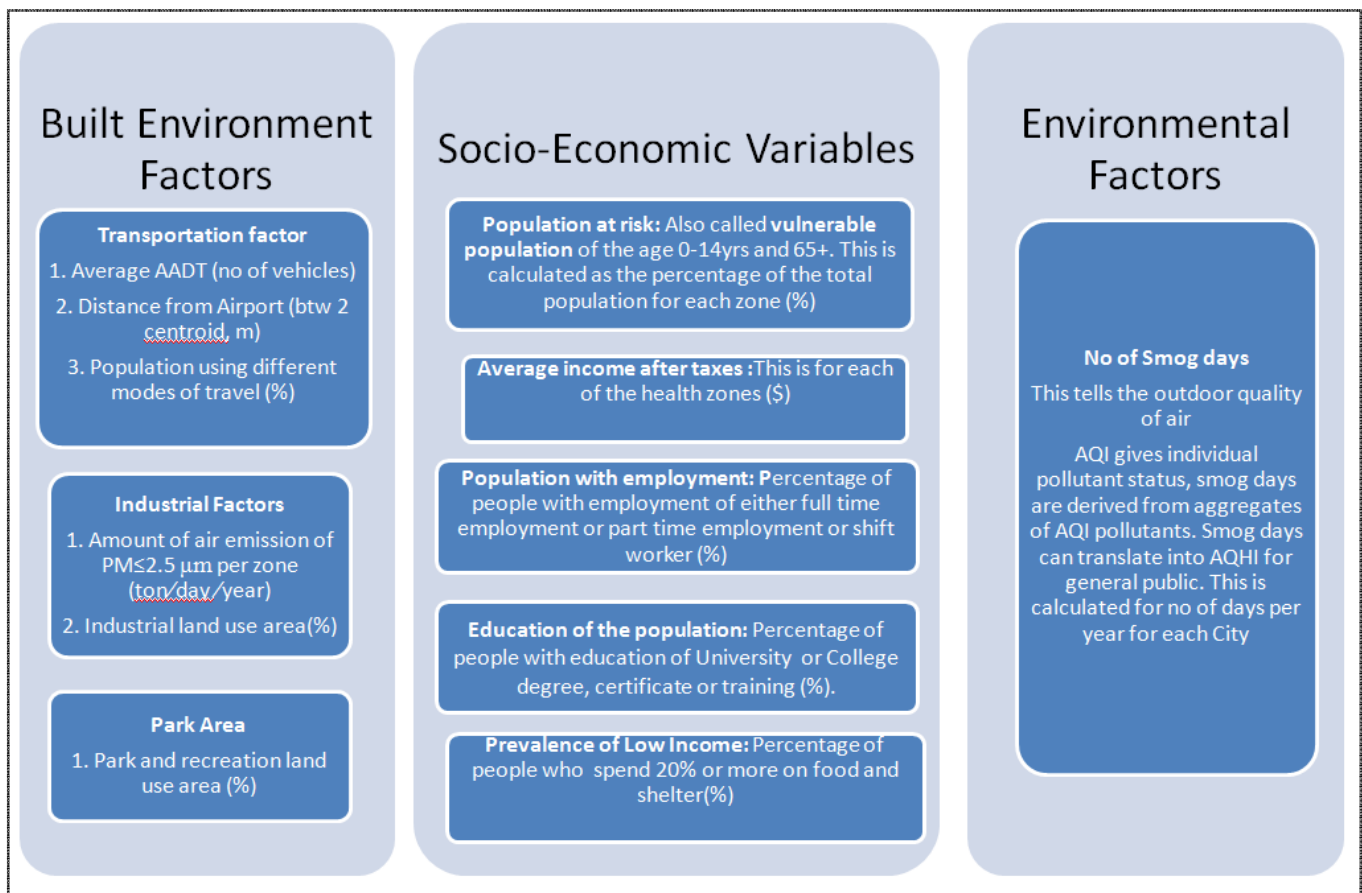 Built Environment
Factors
Transportation factor
1. Average AADT (no of vehicles)
2. Distance from Airport (btw 2
centroid, m)
3. Population using different
modes of travel (%)
Industrial Factors
1. Amount of air emission of
PM≤2.5 μm per zone
(ton/day/year)
2. Industrial land use area(%)
Park Area
1. Park and recreation land
use area (%)
Socio-Economic Variables
Population at risk: Also called vulnerable
population of the age 0-14yrs and 65+. This is
calculated as the percentage of the total
population for each zone (%)
Average income after taxes :This is for each
of the health zones ($)
Population with employment: Percentage of
people with employment of either full time
employment or part time employment or shift
worker (%)
Education of the population: Percentage of
people with education of University or College
degree, certificate or training (%).
Prevalence of Low Income: Percentage of
people who spend 20% or more on food and
shelter(%)
Environmental
Factors
No of Smog days
This tells the outdoor quality
of air
AQI gives individual
pollutant status, smog days
are derived from aggregates
of AQI pollutants. Smog days
can translate into AQHI for
general public. This is
calculated for no of days per
year for each City